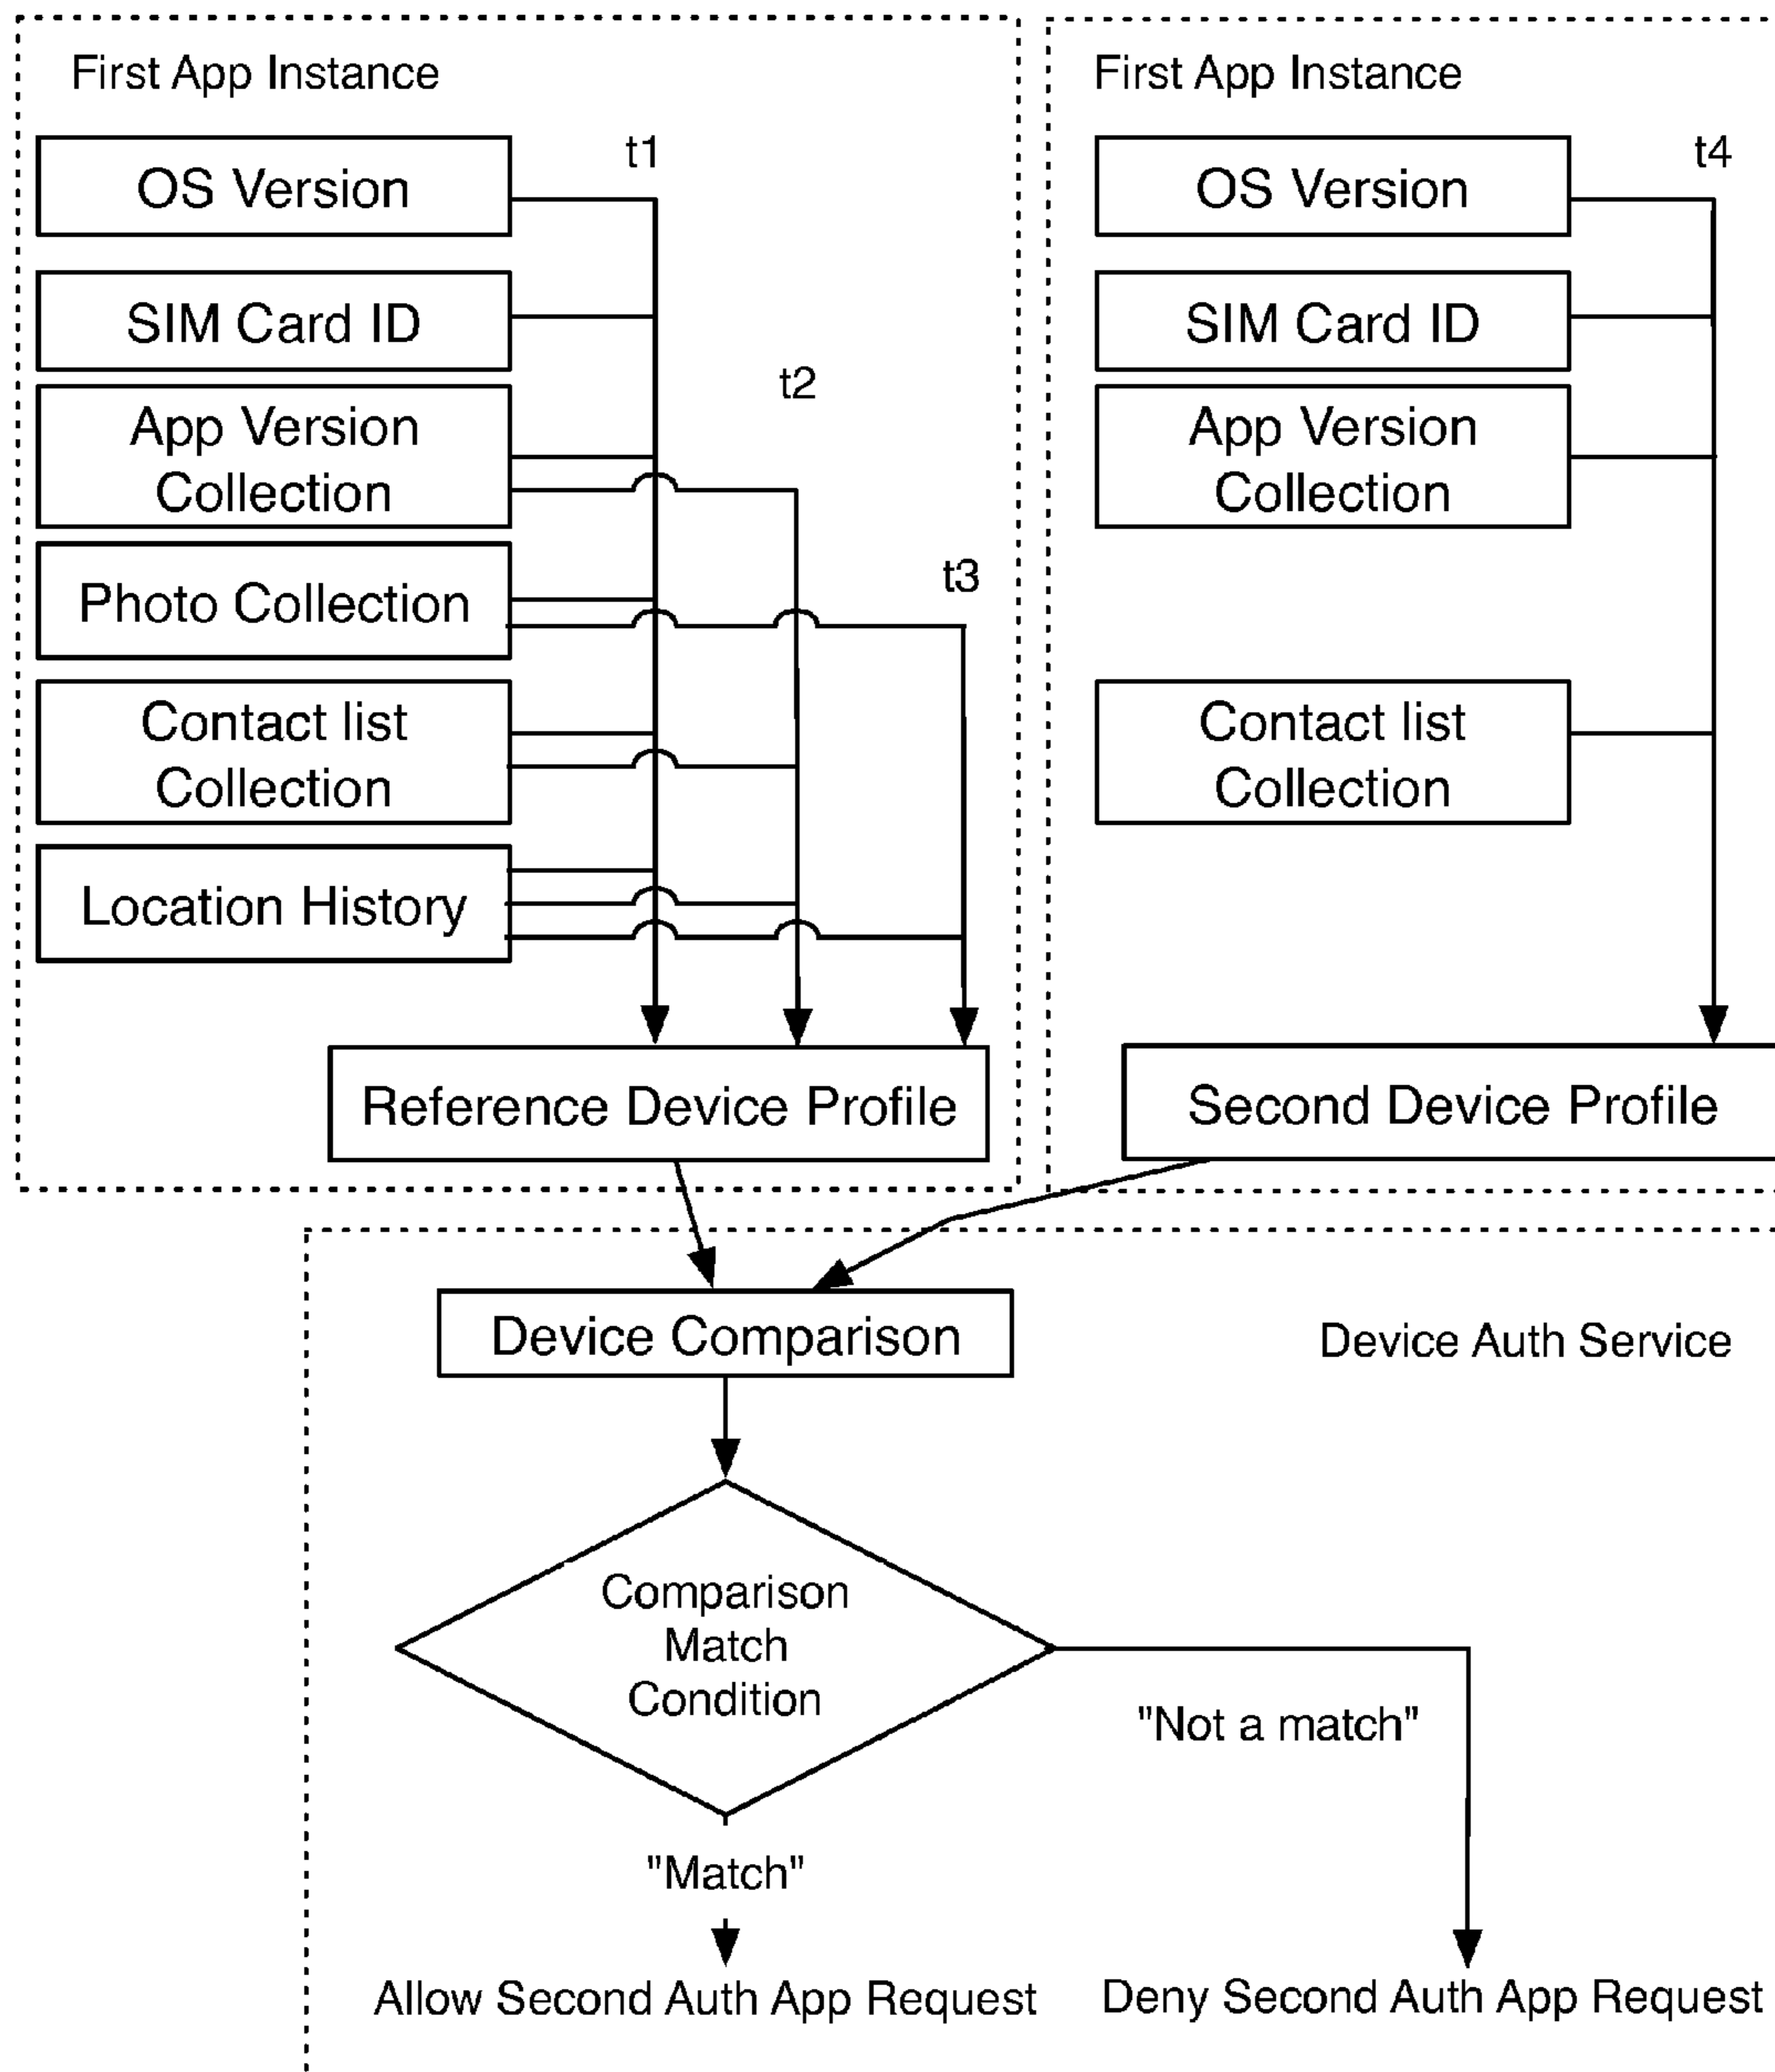 First App Instance
t1
OS Version
SIM Card ID
t2
App Version
Collection
t3
Photo Collection
Contact list
Collection
Location History
Reference Device Profile
First App Instance
t4
OS Version
SIM Card ID
App Version
Collection
Contact list
Collection
Second Device Profile
Device Comparison
Device Auth Service
Comparison
Match
Condition
"Not a match"
"Match"
Allow Second Auth App Request
Deny Second Auth App Request